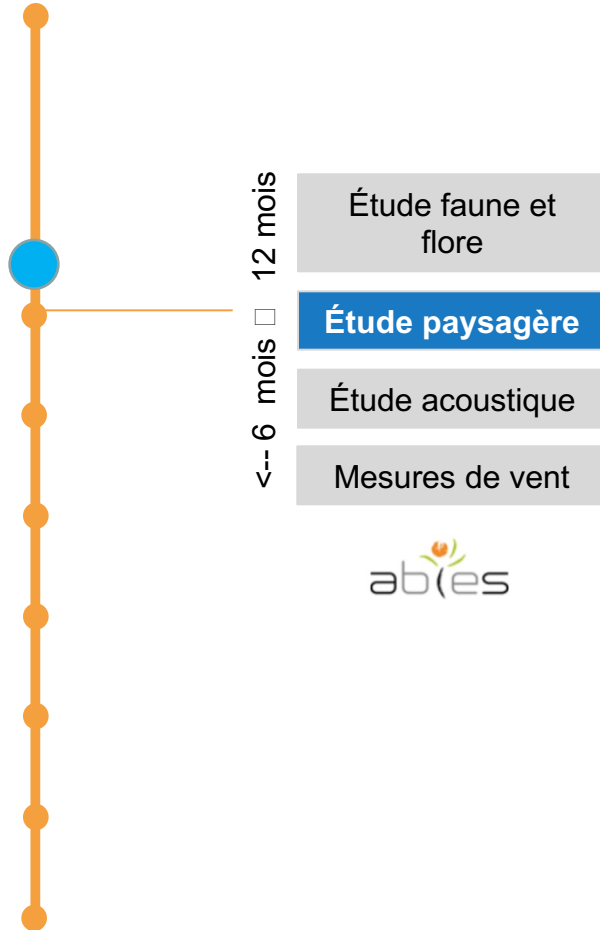 <-- 6 mois □ 12 mois
Étude faune et
flore
Étude paysagère
Étude acoustique
Mesures de vent
abies